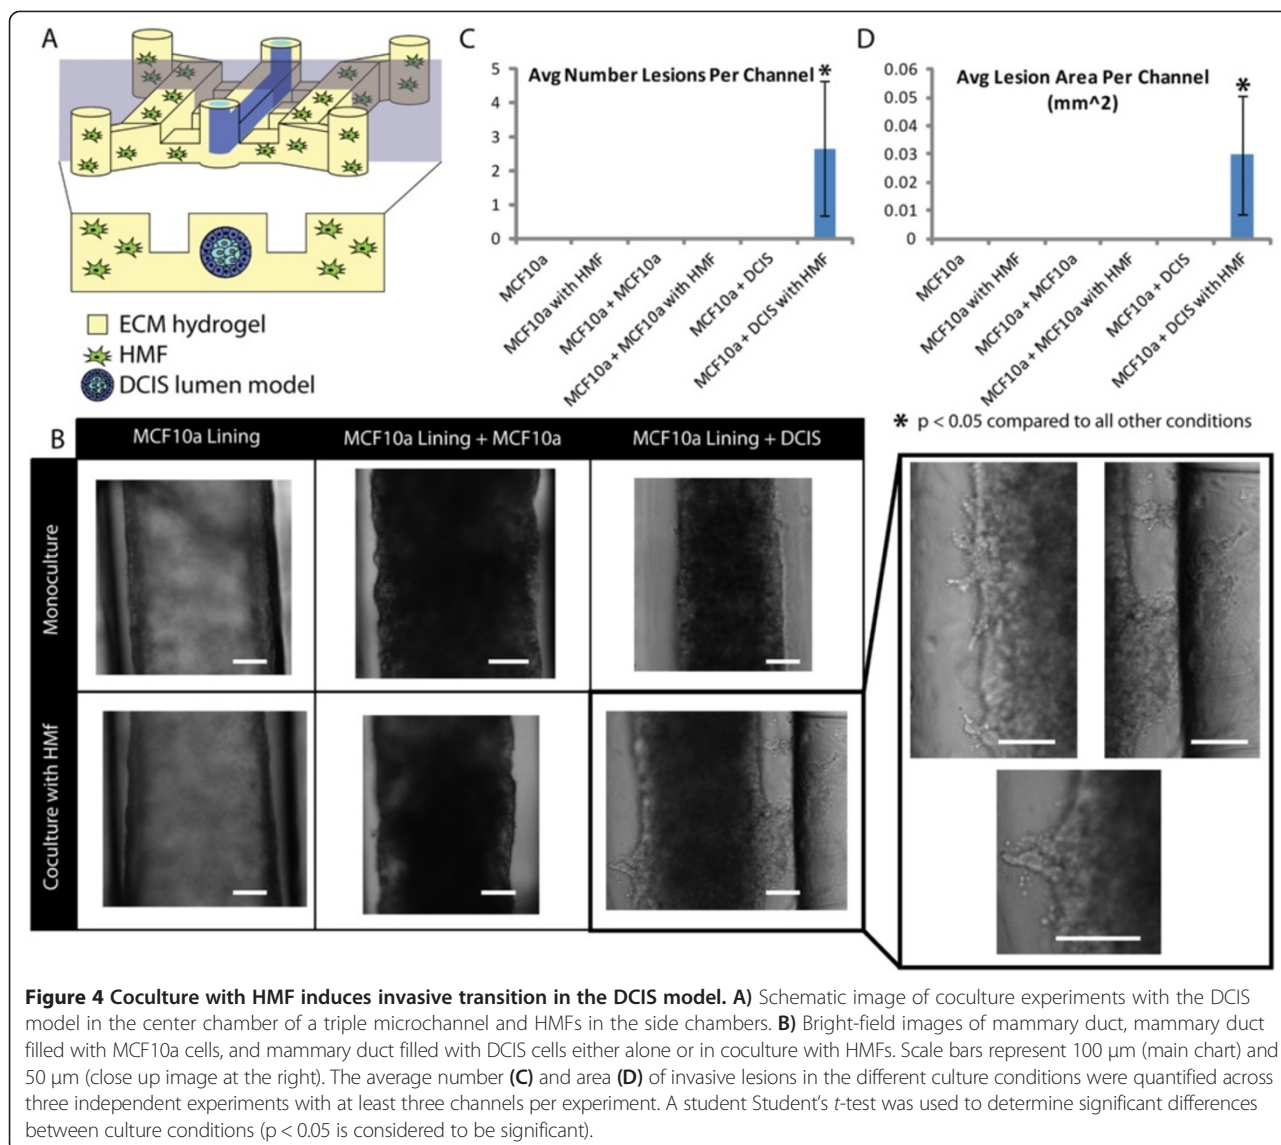 A
C
D
Avg Number Lesions Per Channel *
5
4
3
2
1
0
MCF10a
MCF10a with HMF
MCF10a + MCF10a
MCF10a + MCF10a with HMF
MCF10a + DCIS
MCF10a + DCIS with HMF
Avg Lesion Area Per Channel
(mm^2)
*
0.06
0.05
0.04
0.03
0.02
0.01
0
MCF10a
MCF10a with HMF
MCF10a + MCF10a
MCF10a + MCF10a with HMF
MCF10a + DCIS
MCF10a + DCIS with HMF
ECM hydrogel
HMF
DCIS lumen model
* p < 0.05 compared to all other conditions
B
MCF10a Lining
MCF10a Lining + MCF10a
MCF10a Lining + DCIS
Monoculture
Coculture with HMf
Figure 4 Coculture with HMF induces invasive transition in the DCIS model. A) Schematic image of coculture experiments with the DCIS
model in the center chamber of a triple microchannel and HMFs in the side chambers. B) Bright-field images of mammary duct, mammary duct
filled with MCF10a cells, and mammary duct filled with DCIS cells either alone or in coculture with HMFs. Scale bars represent 100 μm (main chart) and
50 μm (close up image at the right). The average number (C) and area (D) of invasive lesions in the different culture conditions were quantified across
three independent experiments with at least three channels per experiment. A student Student's t-test was used to determine significant differences
between culture conditions (p < 0.05 is considered to be significant).